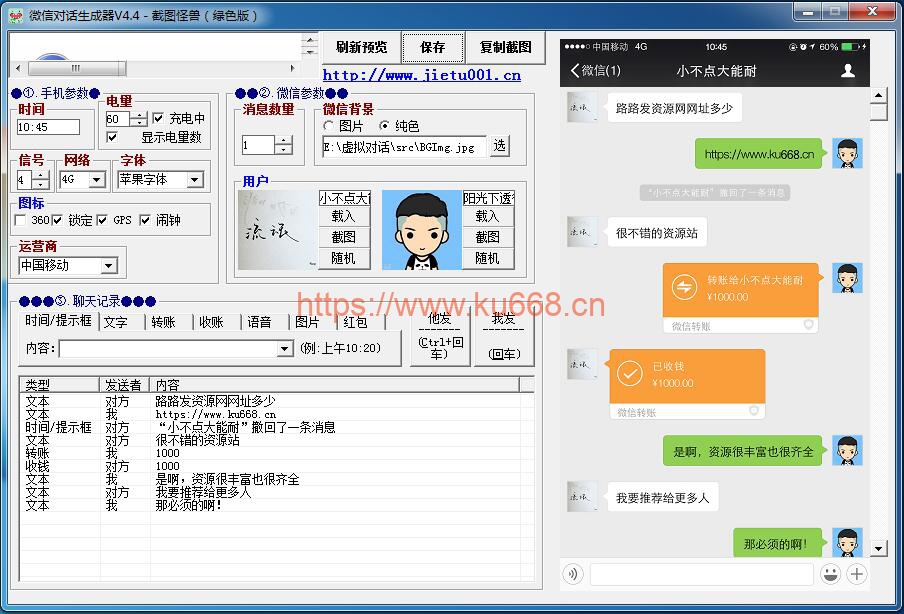 微信对话生成器V4.4 - 截图怪兽（绿色版）
刷新预览 保存 复制截图
http://www.jietu001.cn
●①. 手机参数●
时间
10:45
电量
60 充电中
显示电量数
信号 网络 字体
4 4G 苹果字体
图标
360 锁定 GPS 闹钟
运营商
中国移动
●●②. 微信参数●●
消息数量
1
微信背景
图片 纯色
E:\虚拟对话\src\BGImg.jpg 选
用户
流氓
小不点大
载入
截图
随机
阳光下透
载入
截图
随机
●●●③. 聊天记录●●●
时间/提示框 文字 转账 收账 语音 图片 红包
内容: (例:上午10:20)
他发
-------
(Ctrl+回车)
我发
-------
(回车)
类型 发送者 内容
文本 对方 路路发资源网网址多少
文本 我 https://www.ku668.cn
时间/提示框 对方 “小不点大能耐”撤回了一条消息
文本 对方 很不错的资源站
转账 我 1000
收钱 对方 1000
文本 我 是啊，资源很丰富也很齐全
文本 对方 我要推荐给更多人
文本 我 那必须的啊!
https://www.ku668.cn
中国移动 4G 10:45 60%
微信(1) 小不点大能耐
路路发资源网网址多少
https://www.ku668.cn
“小不点大能耐”撤回了一条消息
很不错的资源站
转账给小不点大能耐
¥1000.00
微信转账
已收钱
¥1000.00
微信转账
是啊，资源很丰富也很齐全
我要推荐给更多人
那必须的啊!